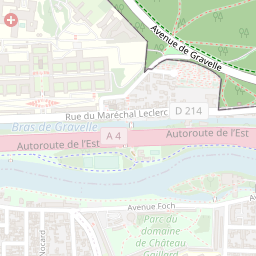 Avenue de Gravelle
Rue du Maréchal Leclerc
D 214
Bras de Gravelle
A 4
Autoroute de l'Est
Autoroute de l'Est
Avenue Foch
Parc du
domaine
de Château
Gaillard
Nocard